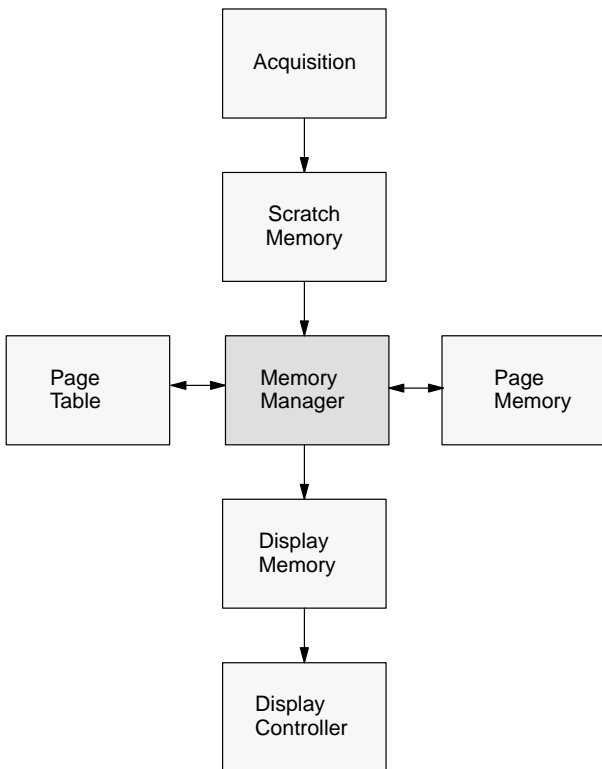 Acquisition
Scratch
Memory
Page
Table
Memory
Manager
Page
Memory
Display
Memory
Display
Controller